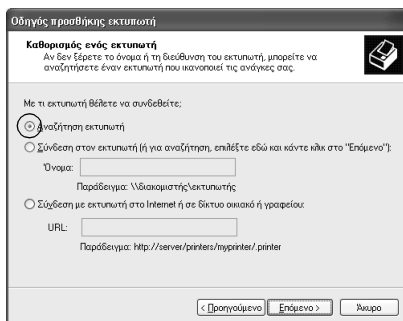 Οδηγός προσθήκης εκτυπωτή
Καθορισμός ενός εκτυπωτή
Αν δεν ξέρετε το όνομα ή τη διεύθυνση του εκτυπωτή, μπορείτε να
αναζητήσετε έναν εκτυπωτή που ικανοποιεί τις ανάγκες σας.
Με τι εκτυπωτή θέλετε να συνδεθείτε;
Αναζήτηση εκτυπωτή
Σύνδεση στον εκτυπωτή (ή για αναζήτηση, επιλέξτε εδώ και κάντε κλικ στο "Επόμενο"):
Όνομα:
Παράδειγμα: \\διακομιστής\εκτυπωτής
Σύνδεση με εκτυπωτή στο Internet ή σε δίκτυο οικιακό ή γραφείου:
URL:
Παράδειγμα: http://server/printers/myprinter/.printer
< Προηγούμενο Επόμενο > Άκυρο